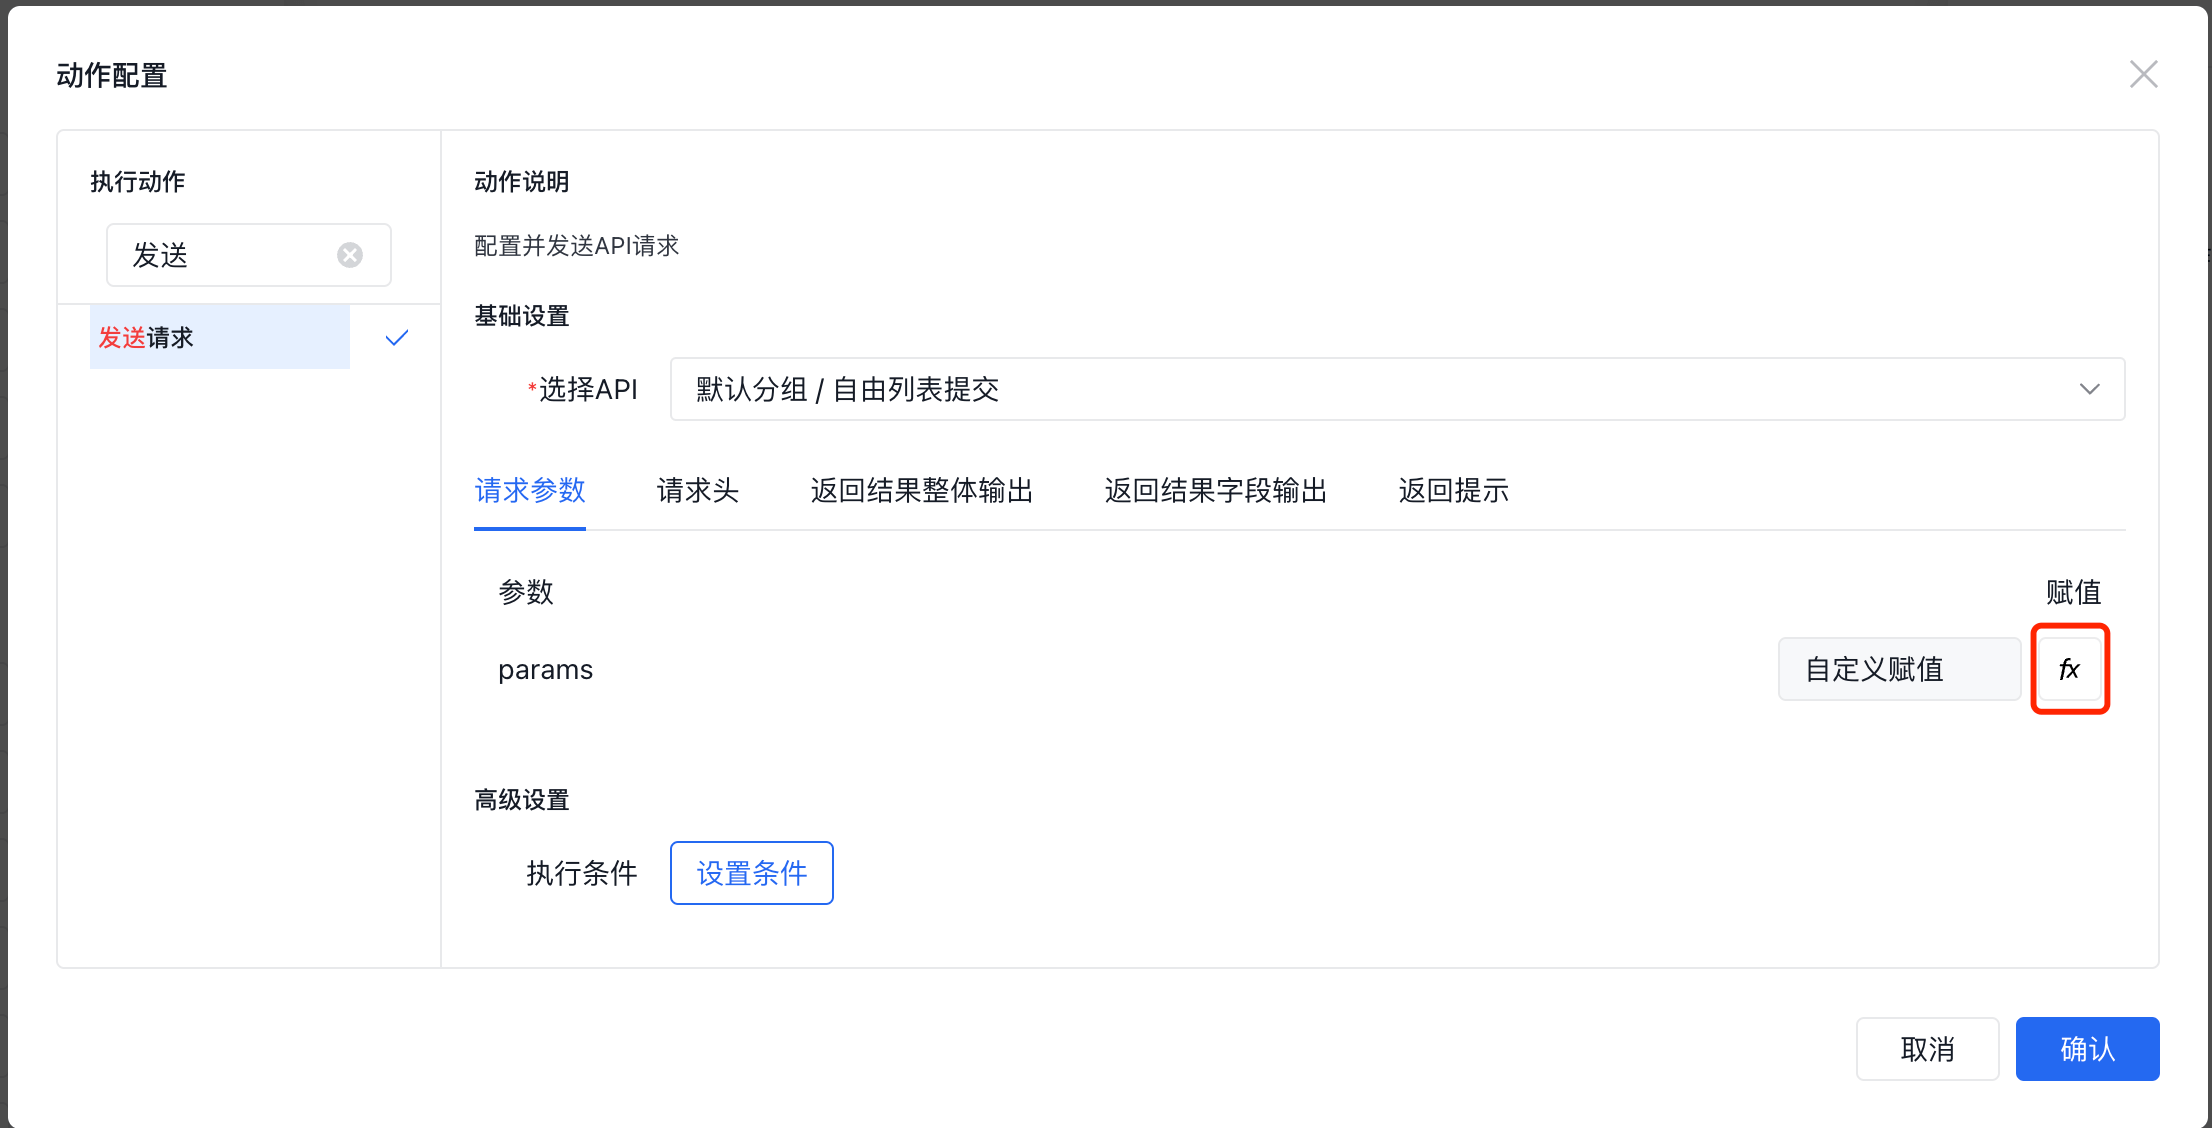 动作配置
执行动作
发送
发送请求
动作说明
配置并发送API请求
基础设置
*选择API
默认分组 / 自由列表提交
请求参数 请求头 返回结果整体输出 返回结果字段输出 返回提示
参数 赋值
params 自定义赋值 fx
高级设置
执行条件 设置条件
取消 确认